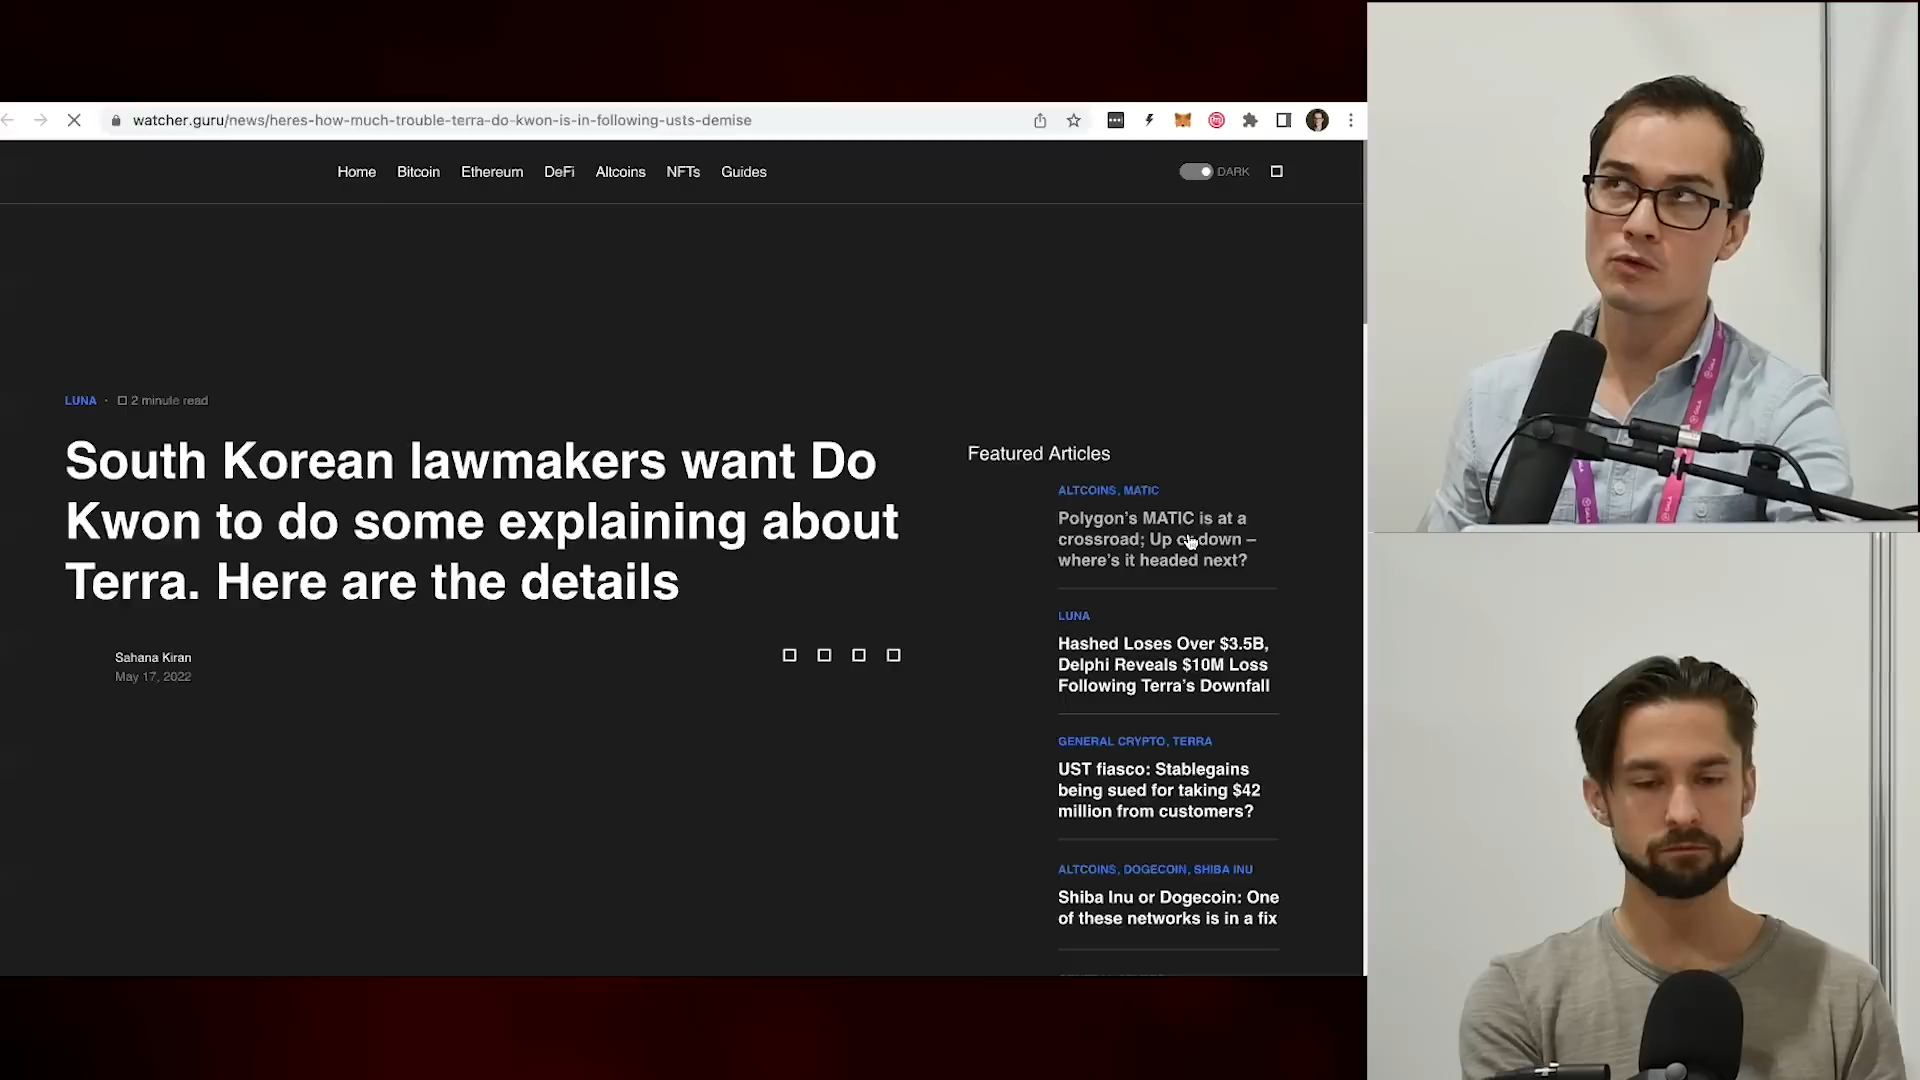 watcher.guru/news/heres-how-much-trouble-terra-do-kwon-is-in-following-usts-demise
Home Bitcoin Ethereum DeFi Altcoins NFTs Guides
DARK
LUNA · 2 minute read
South Korean lawmakers want Do
Kwon to do some explaining about
Terra. Here are the details
Sahana Kiran
May 17, 2022
Featured Articles
ALTCOINS, MATIC
Polygon's MATIC is at a
crossroad; Up or down –
where's it headed next?
LUNA
Hashed Loses Over $3.5B,
Delphi Reveals $10M Loss
Following Terra's Downfall
GENERAL CRYPTO, TERRA
UST fiasco: Stablegains
being sued for taking $42
million from customers?
ALTCOINS, DOGECOIN, SHIBA INU
Shiba Inu or Dogecoin: One
of these networks is in a fix
GALA